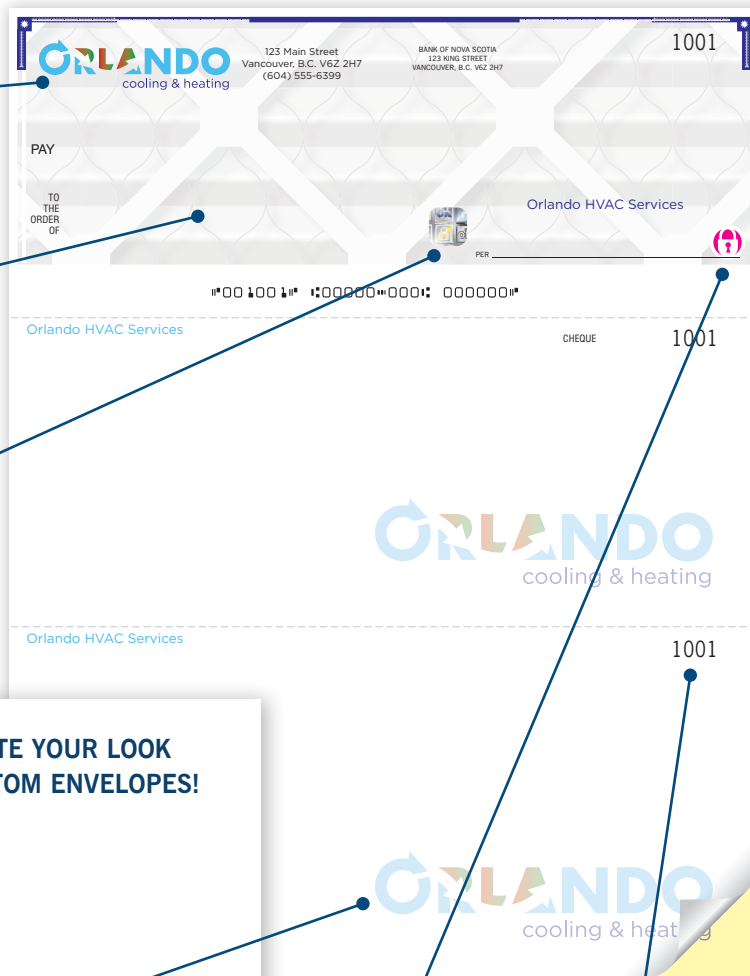 ORLANDO
cooling & heating
123 Main Street
Vancouver, B.C. V6Z 2H7
(604) 555-6399
BANK OF NOVA SCOTIA
123 KING STREET
VANCOUVER, B.C. V6Z 2H7
1001
PAY
TO
THE
ORDER
OF
Orlando HVAC Services
PER
⑈001001⑈ ⑆00000⑉000⑆ 000000⑈
Orlando HVAC Services
CHEQUE
1001
ORLANDO
cooling & heating
Orlando HVAC Services
1001
TE YOUR LOOK
TOM ENVELOPES!
ORLANDO
cooling & heat g